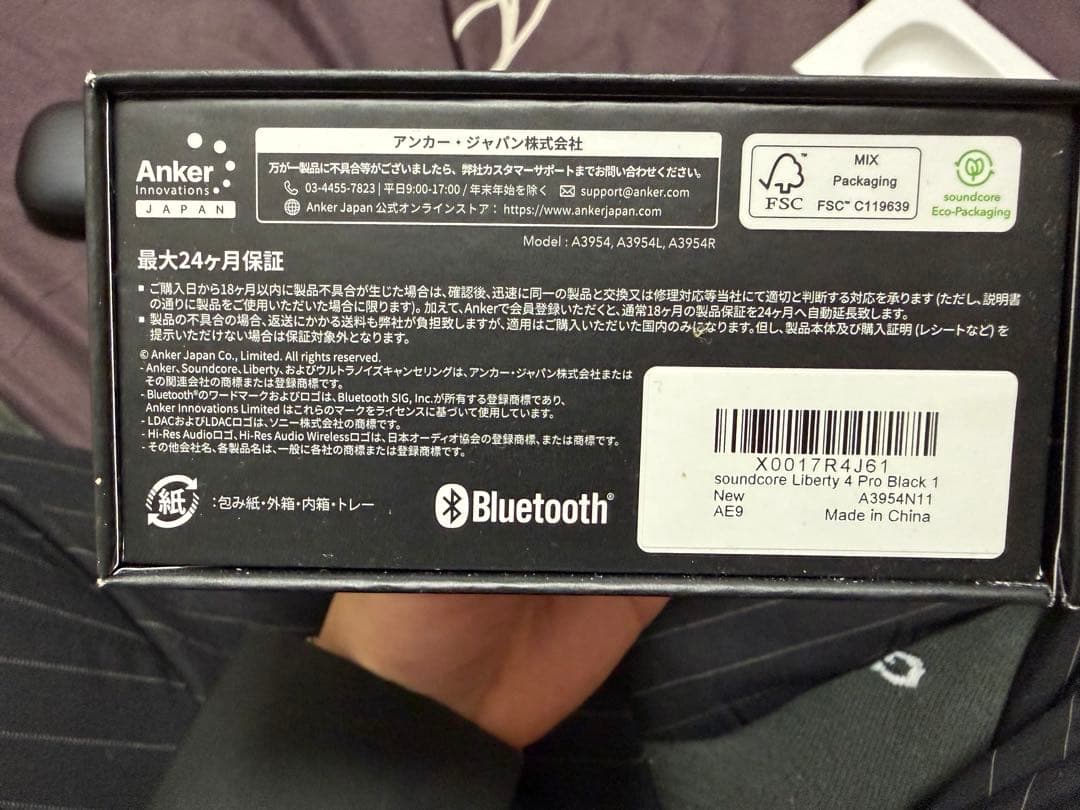 Anker
Innovations
JAPAN
アンカー・ジャパン株式会社
万が一製品に不具合等がございましたら、弊社カスタマーサポートまでお問い合わせください。
03-4455-7823 | 平日9:00-17:00 / 年末年始を除く support@anker.com
Anker Japan 公式オンラインストア： https://www.ankerjapan.com
FSC
MIX
Packaging
FSC™ C119639
soundcore
Eco-Packaging
Model : A3954, A3954L, A3954R
最大24ヶ月保証
▪ ご購入日から18ヶ月以内に製品不具合が生じた場合は、確認後、迅速に同一の製品と交換又は修理対応等当社にて適切と判断する対応を承ります (ただし、説明書
の通りに製品をご使用いただいた場合に限ります)。加えて、Ankerで会員登録いただくと、通常18ヶ月の製品保証を24ヶ月へ自動延長致します。
▪ 製品の不具合の場合、返送にかかる送料も弊社が負担致しますが、適用はご購入いただいた国内のみになります。但し、製品本体及び購入証明 (レシートなど) を
提示いただけない場合は保証対象外となります。
© Anker Japan Co., Limited. All rights reserved.
- Anker、Soundcore、Liberty、およびウルトラノイズキャンセリングは、アンカー・ジャパン株式会社または
その関連会社の商標または登録商標です。
- Bluetooth®のワードマークおよびロゴは、Bluetooth SIG, Inc.が所有する登録商標であり、
Anker Innovations Limited はこれらのマークをライセンスに基づいて使用しています。
- LDACおよびLDACロゴは、ソニー株式会社の商標です。
- Hi-Res Audioロゴ、Hi-Res Audio Wirelessロゴは、日本オーディオ協会の登録商標、または商標です。
- その他会社名、各製品名は、一般に各社の商標または登録商標です。
紙 ：包み紙・外箱・内箱・トレー
Bluetooth®
X0017R4J61
soundcore Liberty 4 Pro Black 1
New A3954N11
AE9 Made in China